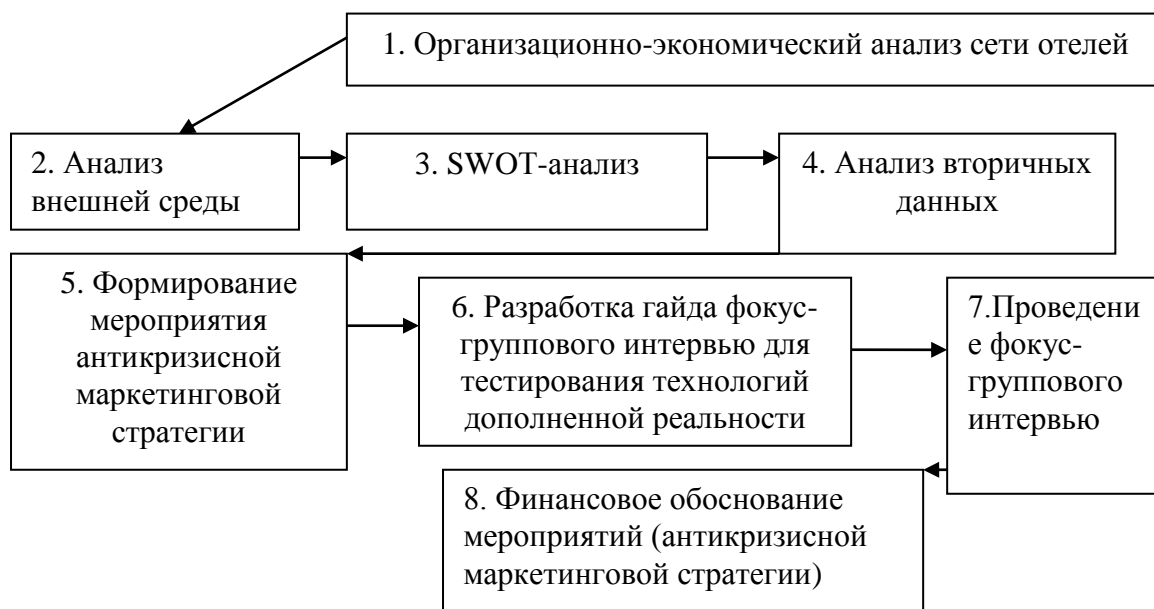 1. Организационно-экономический анализ сети отелей
2. Анализ
внешней среды
3. SWOT-анализ
4. Анализ вторичных
данных
5. Формирование
мероприятия
антикризисной
маркетинговой
стратегии
6. Разработка гайда фокус-
группового интервью для
тестирования технологий
дополненной реальности
7.Проведени
е фокус-
группового
интервью
8. Финансовое обоснование
мероприятий (антикризисной
маркетинговой стратегии)